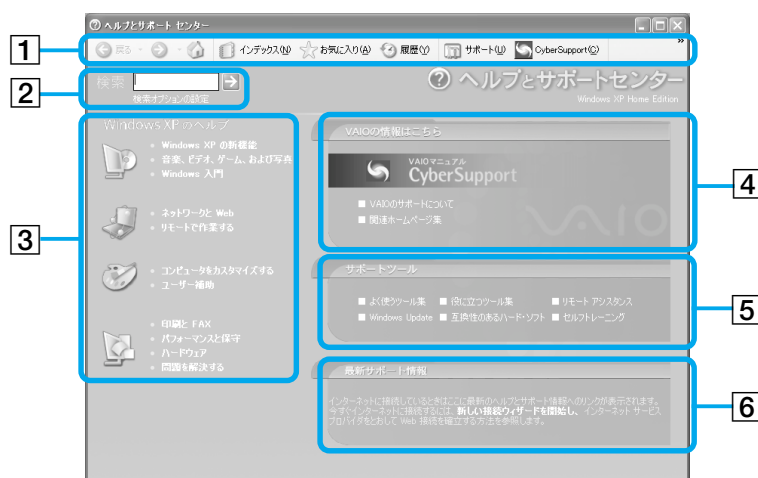 ヘルプとサポート センター
戻る インデックス(N) お気に入り(A) 履歴(Y) サポート(U) CyberSupport(C) »
1
検索
検索オプションの設定
2
ヘルプとサポートセンター
Windows XP Home Edition
Windows XP のヘルプ
Windows XP の新機能
音楽、ビデオ、ゲーム、および写真
Windows 入門
ネットワークと Web
リモートで作業する
コンピュータをカスタマイズする
ユーザー補助
印刷と FAX
パフォーマンスと保守
ハードウェア
問題を解決する
3
VAIOの情報はこちら
VAIOマニュアル
CyberSupport
VAIOのサポートについて
関連ホームページ集
VAIO
4
サポートツール
よく使うツール集 役に立つツール集 リモート アシスタンス
Windows Update 互換性のあるハード・ソフト セルフトレーニング
5
最新サポート情報
インターネットに接続しているときはここに最新のヘルプとサポート情報へのリンクが表示されます。
今すぐインターネットに接続するには、新しい接続ウィザードを開始し、インターネット サービス
プロバイダをとおして Web 接続を確立する方法を参照します。
6